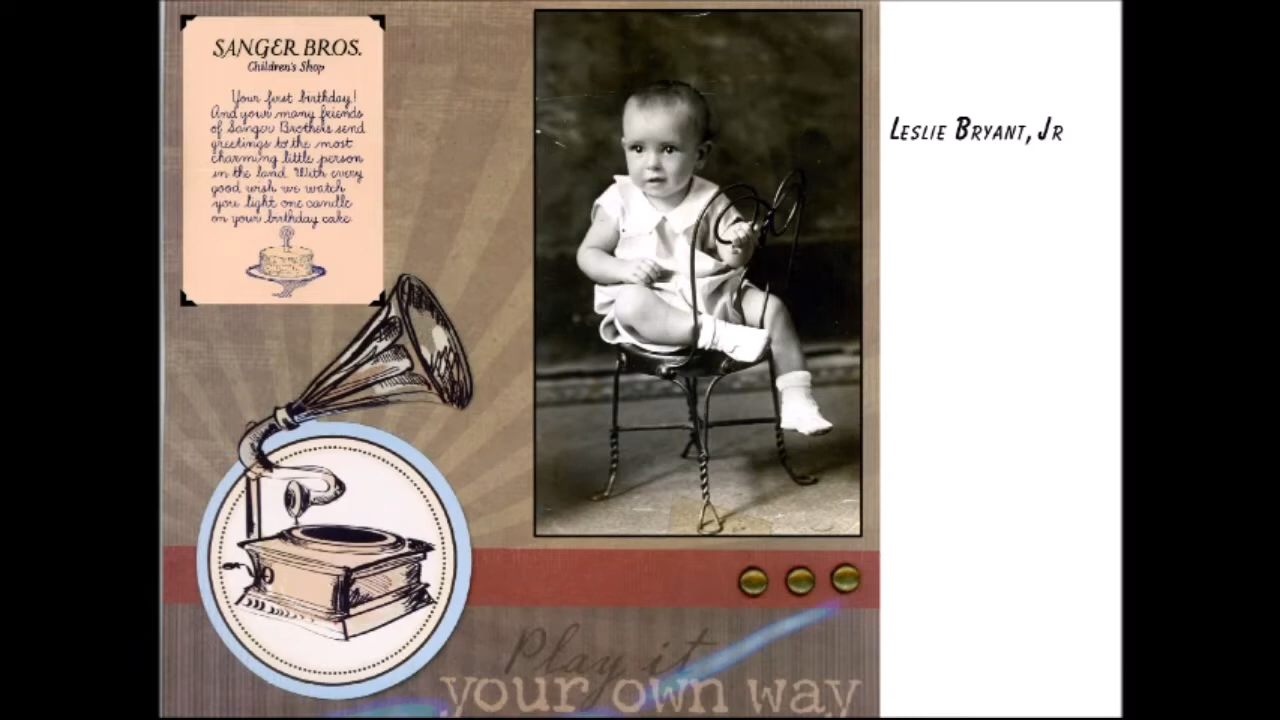 SANGER BROS.
Children's Shop
Your first birthday!
And your many friends
of Sanger Brothers send
greetings to the most
charming little person
in the land. With every
good wish we watch
you light one candle
on your birthday cake.
Leslie Bryant, Jr
Play it
your own way